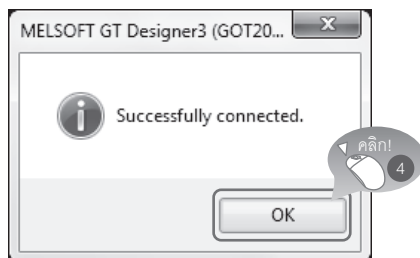 MELSOFT GT Designer3 (GOT20...
Successfully connected.
คลิก!
4
OK